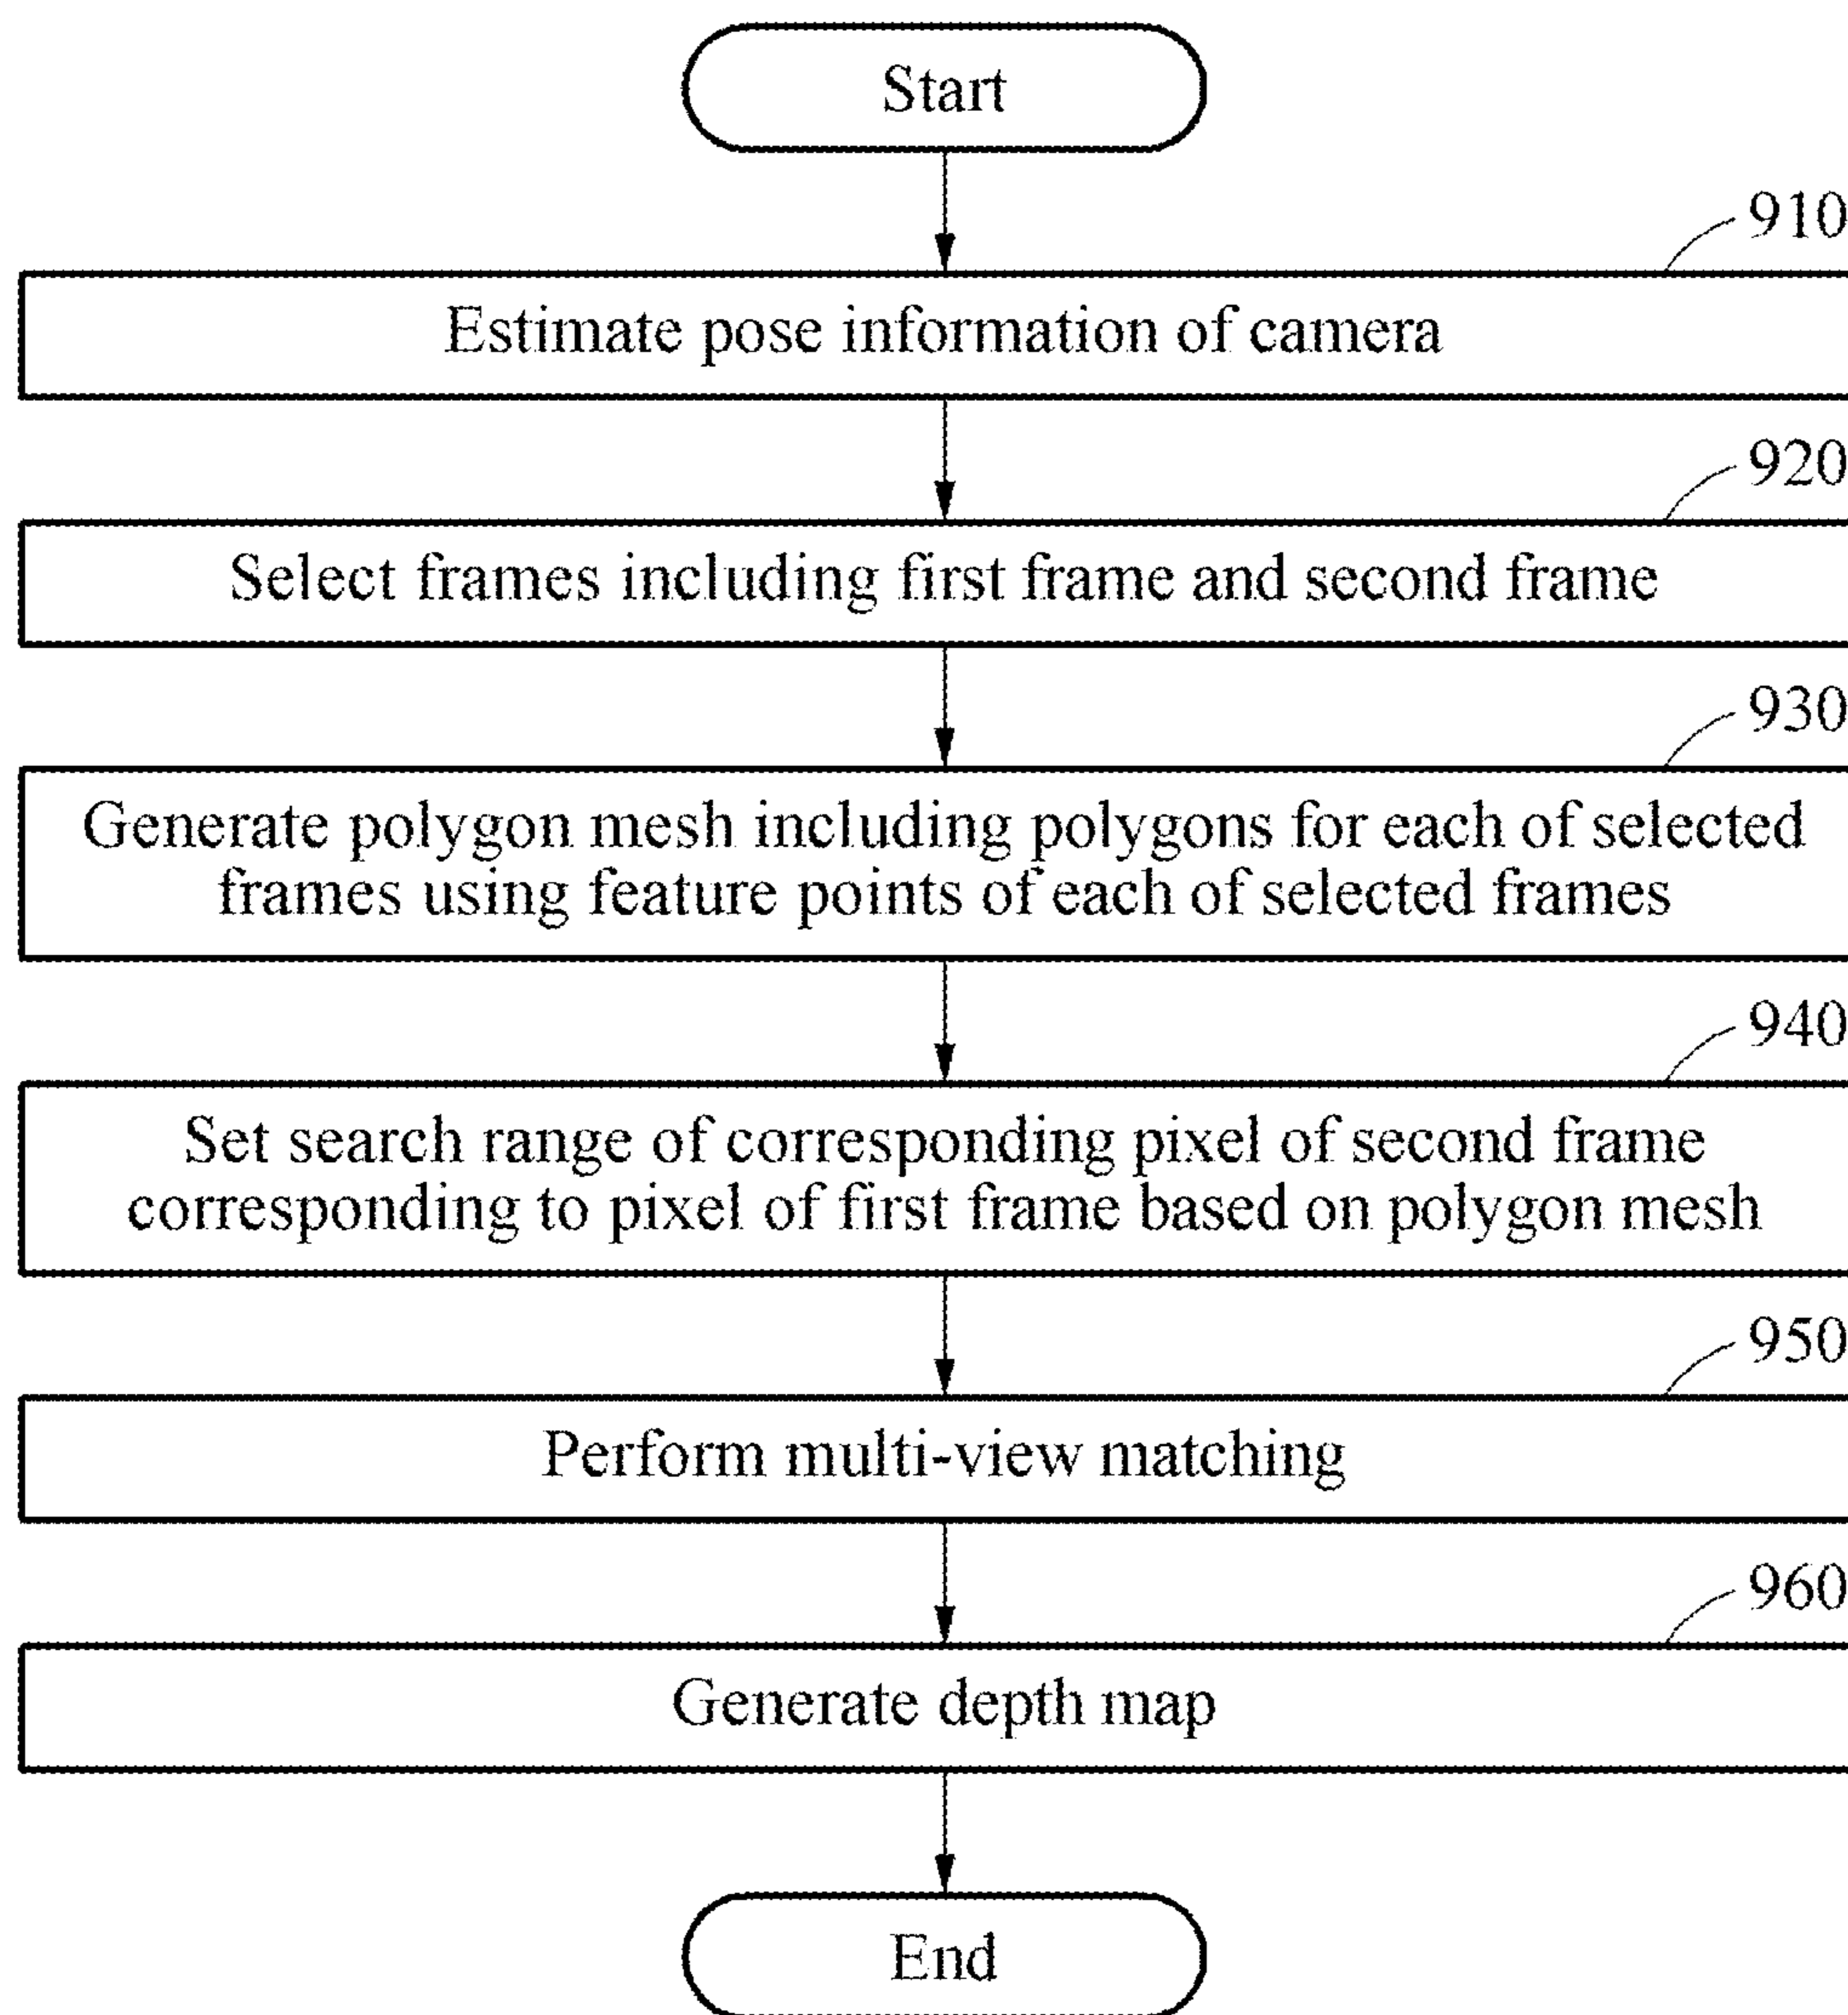 Start
910
Estimate pose information of camera
920
Select frames including first frame and second frame
930
Generate polygon mesh including polygons for each of selected
frames using feature points of each of selected frames
940
Set search range of corresponding pixel of second frame
corresponding to pixel of first frame based on polygon mesh
950
Perform multi-view matching
960
Generate depth map
End